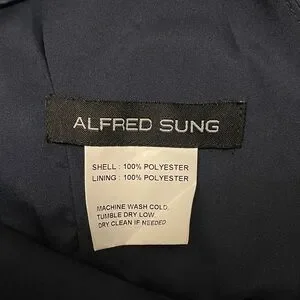 ALFRED SUNG
SHELL : 100% POLYESTER
LINING : 100% POLYESTER
MACHINE WASH COLD.
TUMBLE DRY LOW.
DRY CLEAN IF NEEDED